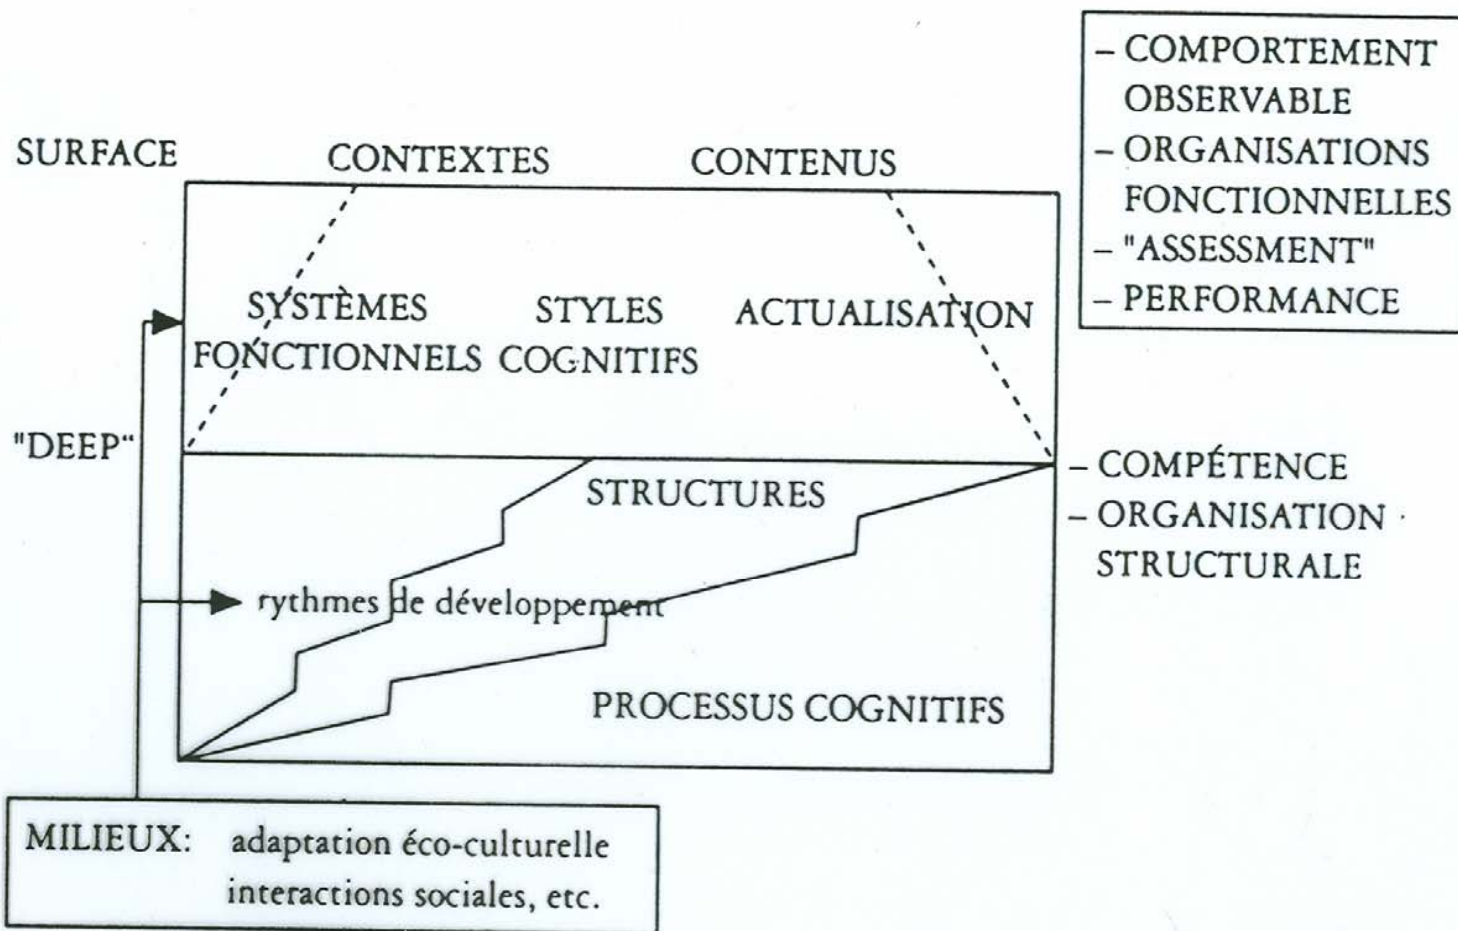 – COMPORTEMENT
OBSERVABLE
– ORGANISATIONS
FONCTIONNELLES
– "ASSESSMENT"
– PERFORMANCE
SURFACE
CONTEXTES
CONTENUS
SYSTÈMES
FONCTIONNELS
STYLES
COGNITIFS
ACTUALISATION
"DEEP"
STRUCTURES
– COMPÉTENCE
– ORGANISATION
STRUCTURALE
rythmes de développement
PROCESSUS COGNITIFS
MILIEUX: adaptation éco-culturelle
interactions sociales, etc.